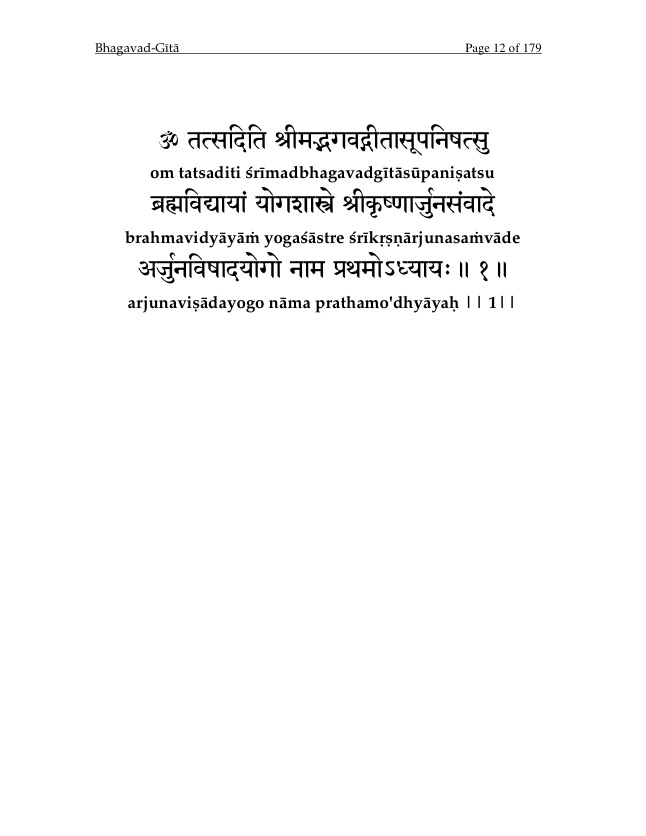 Bhagavad-Gītā Page 12 of 179
ॐ तत्सदिति श्रीमद्भगवद्गीतासूपनिषत्सु
om tatsaditi śrīmadbhagavadgītāsūpaniṣatsu
ब्रह्मविद्यायां योगशास्त्रे श्रीकृष्णार्जुनसंवादे
brahmavidyāyāṁ yogaśāstre śrīkṛṣṇārjunasaṁvāde
अर्जुनविषादयोगो नाम प्रथमोऽध्यायः ॥ १ ॥
arjunaviṣādayogo nāma prathamo'dhyāyaḥ || 1||